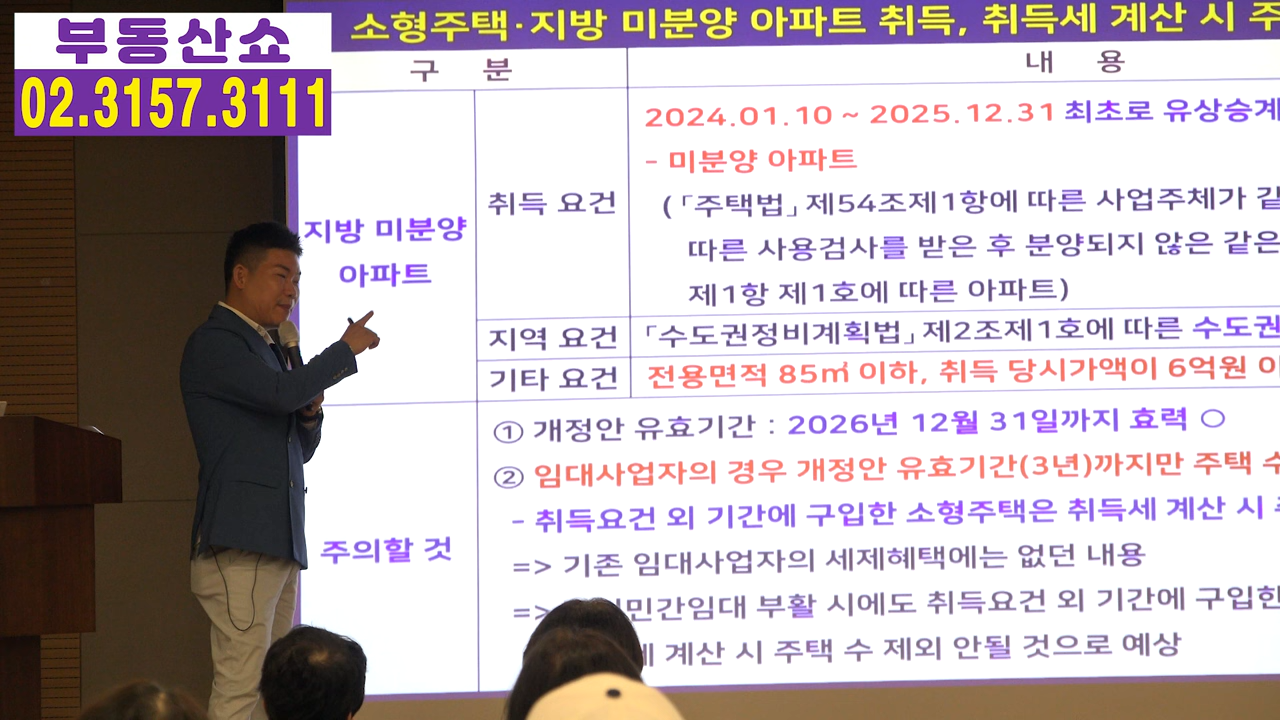 부동산쇼
02.3157.3111
소형주택·지방 미분양 아파트 취득, 취득세 계산 시 주
구 분
내 용
지방 미분양
아파트
취득 요건
2024.01.10 ~ 2025.12.31 최초로 유상승계
- 미분양 아파트
(「주택법」제54조제1항에 따른 사업주체가 같
따른 사용검사를 받은 후 분양되지 않은 같은
제1항 제1호에 따른 아파트)
지역 요건
「수도권정비계획법」제2조제1호에 따른 수도권
기타 요건
전용면적 85㎡ 이하, 취득 당시가액이 6억원 이
주의할 것
① 개정안 유효기간 : 2026년 12월 31일까지 효력 ○
② 임대사업자의 경우 개정안 유효기간(3년)까지만 주택 수
- 취득요건 외 기간에 구입한 소형주택은 취득세 계산 시
=> 기존 임대사업자의 세제혜택에는 없던 내용
=> 민간임대 부활 시에도 취득요건 외 기간에 구입한
계산 시 주택 수 제외 안될 것으로 예상